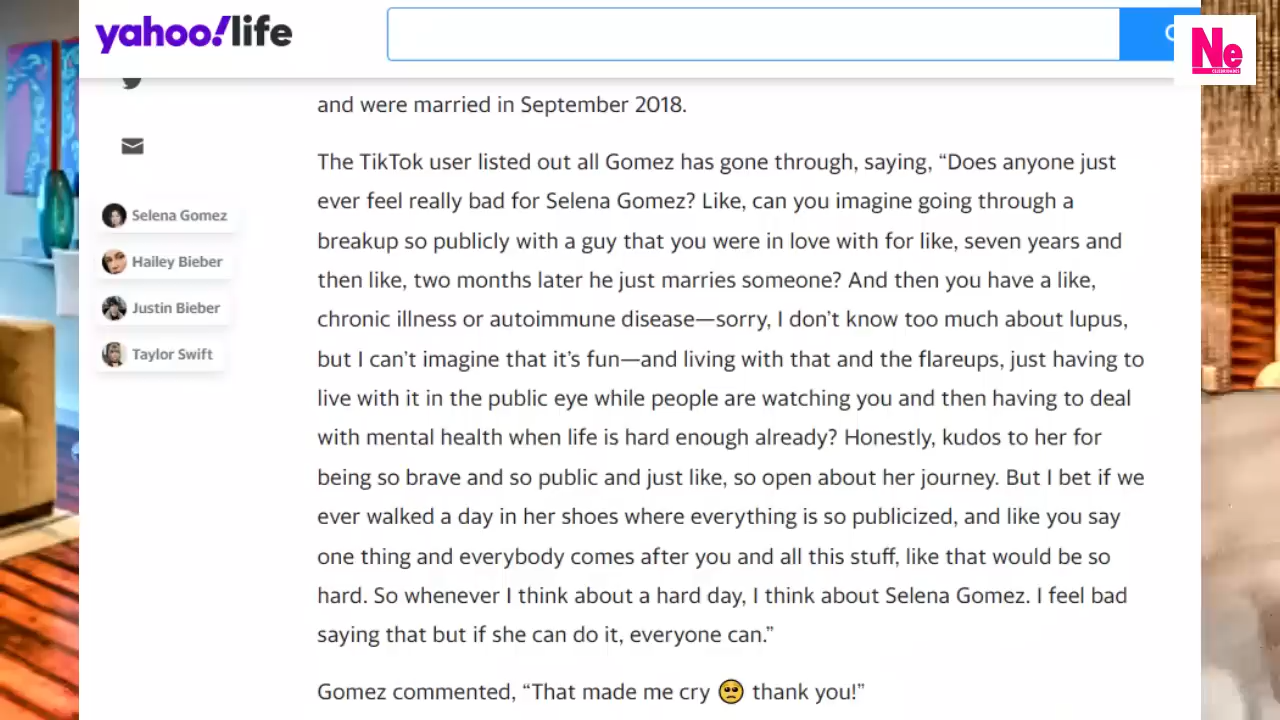 yahoo!life
Ne
CELEBRIDADES
and were married in September 2018.
The TikTok user listed out all Gomez has gone through, saying, “Does anyone just
ever feel really bad for Selena Gomez? Like, can you imagine going through a
breakup so publicly with a guy that you were in love with for like, seven years and
then like, two months later he just marries someone? And then you have a like,
chronic illness or autoimmune disease—sorry, I don’t know too much about lupus,
but I can’t imagine that it’s fun—and living with that and the flareups, just having to
live with it in the public eye while people are watching you and then having to deal
with mental health when life is hard enough already? Honestly, kudos to her for
being so brave and so public and just like, so open about her journey. But I bet if we
ever walked a day in her shoes where everything is so publicized, and like you say
one thing and everybody comes after you and all this stuff, like that would be so
hard. So whenever I think about a hard day, I think about Selena Gomez. I feel bad
saying that but if she can do it, everyone can.”
Gomez commented, “That made me cry 🥺 thank you!”
Selena Gomez
Hailey Bieber
Justin Bieber
Taylor Swift